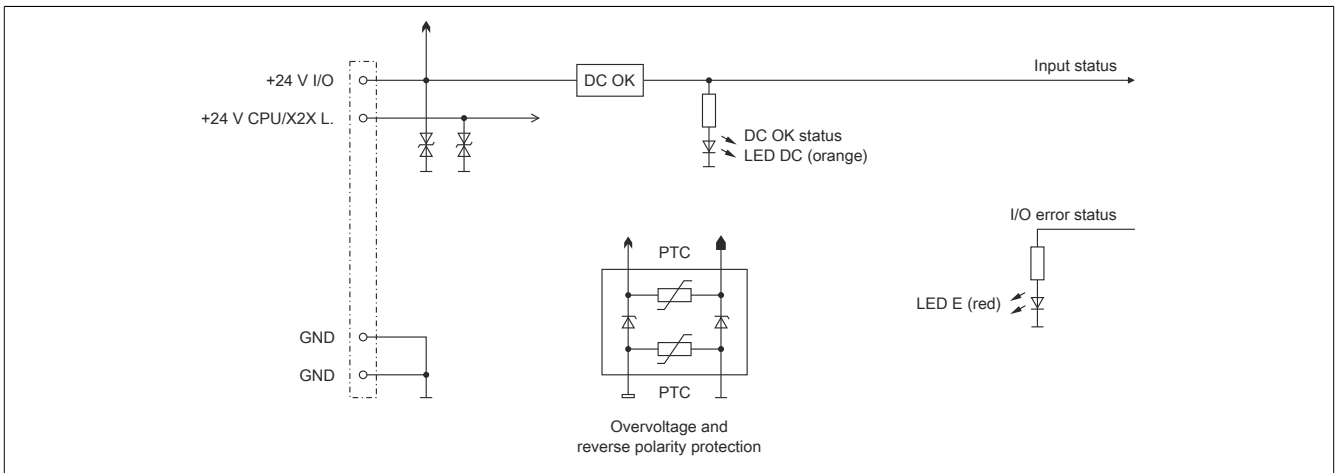 +24 V I/O
DC OK
Input status
+24 V CPU/X2X L.
DC OK status
LED DC (orange)
I/O error status
PTC
LED E (red)
GND
GND
PTC
Overvoltage and
reverse polarity protection